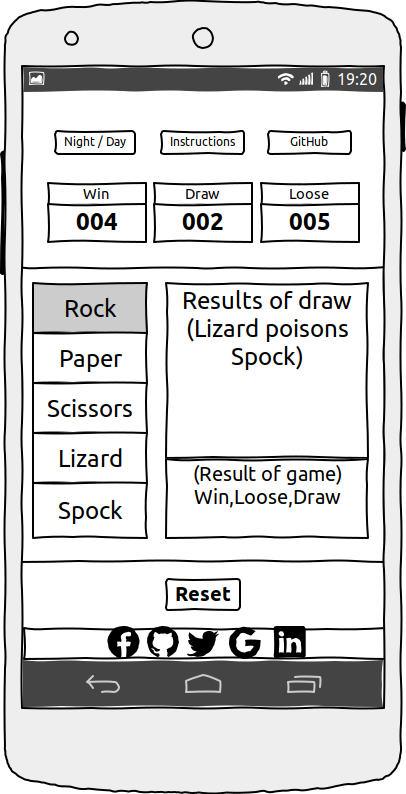 19:20
Night / Day
Instructions
GitHub
Win
Draw
Loose
004
002
005
Rock
Paper
Scissors
Lizard
Spock
Results of draw
(Lizard poisons
Spock)
(Result of game)
Win,Loose,Draw
Reset